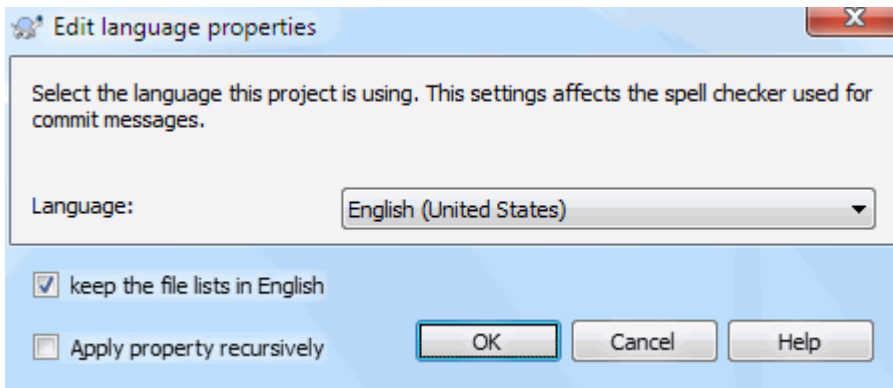 Edit language properties
Select the language this project is using. This settings affects the spell checker used for
commit messages.
Language: English (United States)
keep the file lists in English
Apply property recursively OK Cancel Help